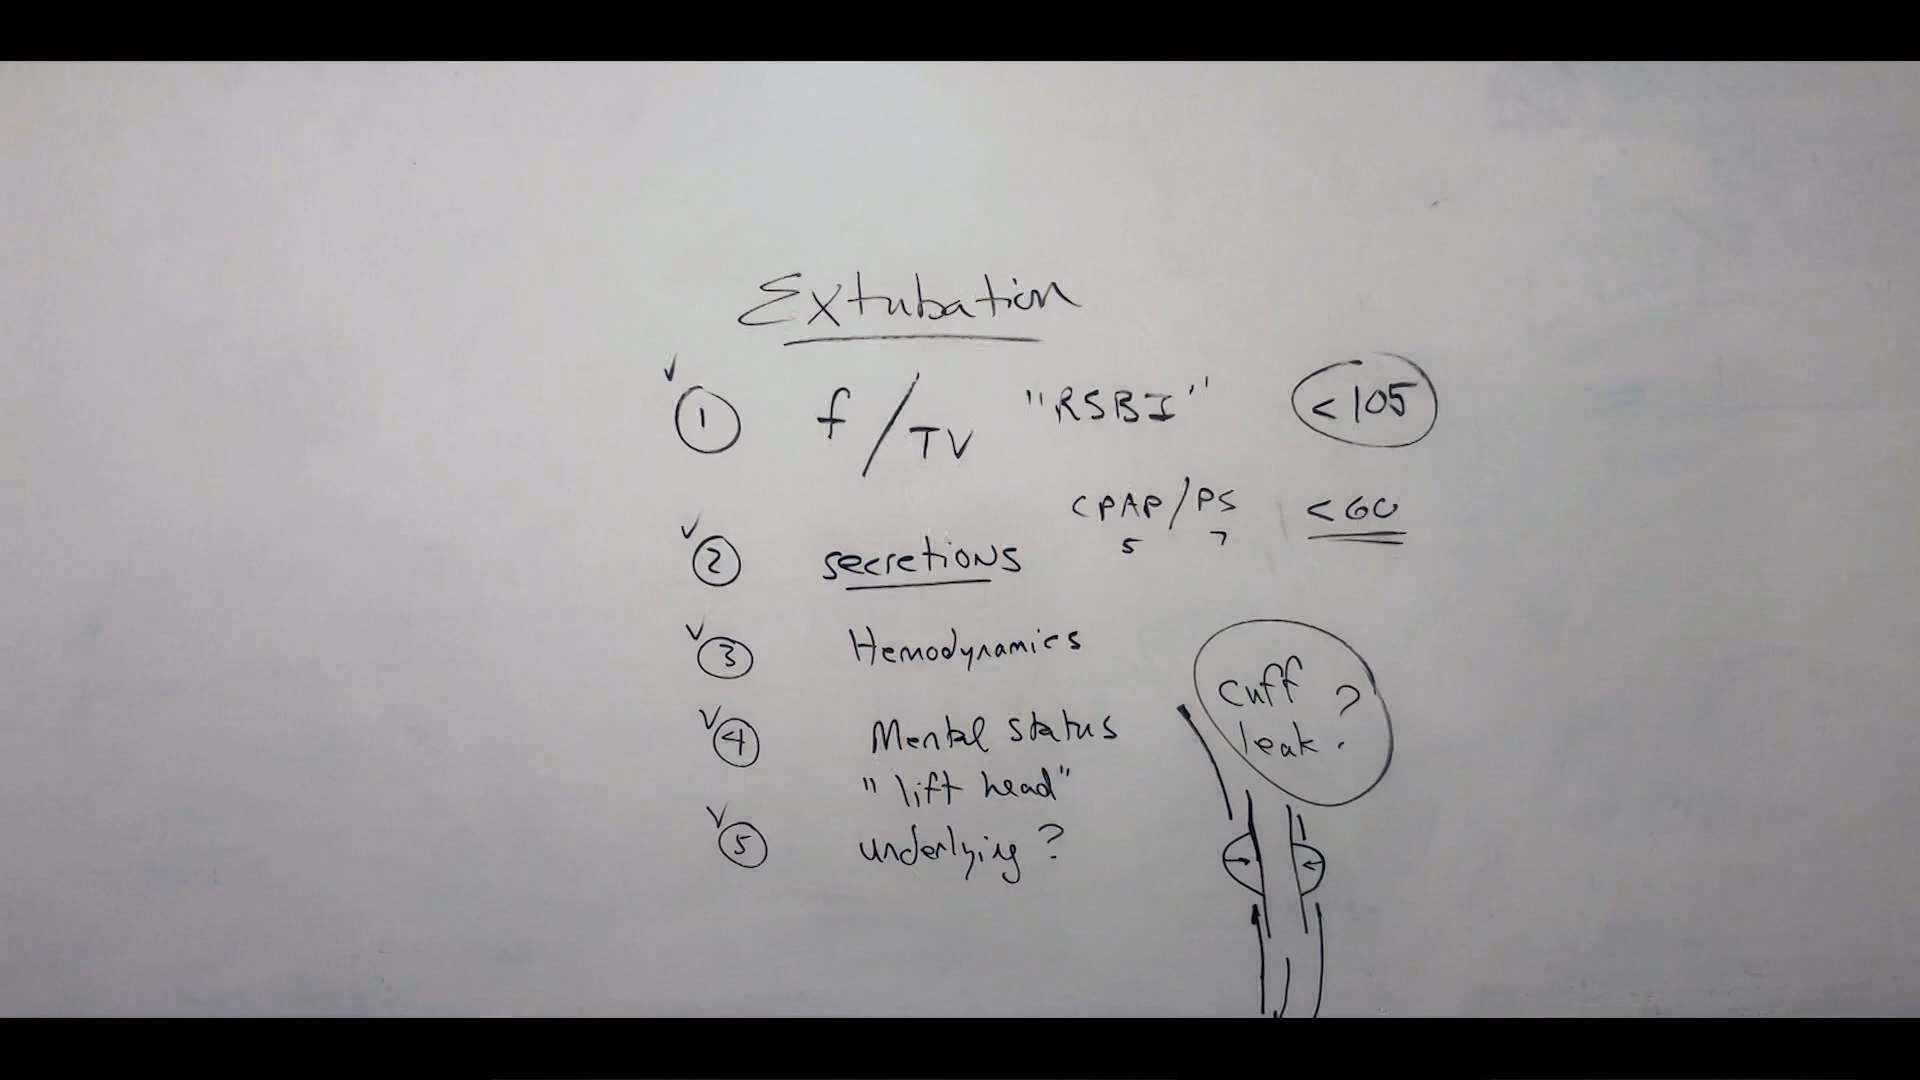 Extubation
① f/TV "RSBI" <105
CPAP/PS <60
5 7
② secretions
③ Hemodynamics
④ Mental status
"lift head"
⑤ underlying?
cuff
leak?